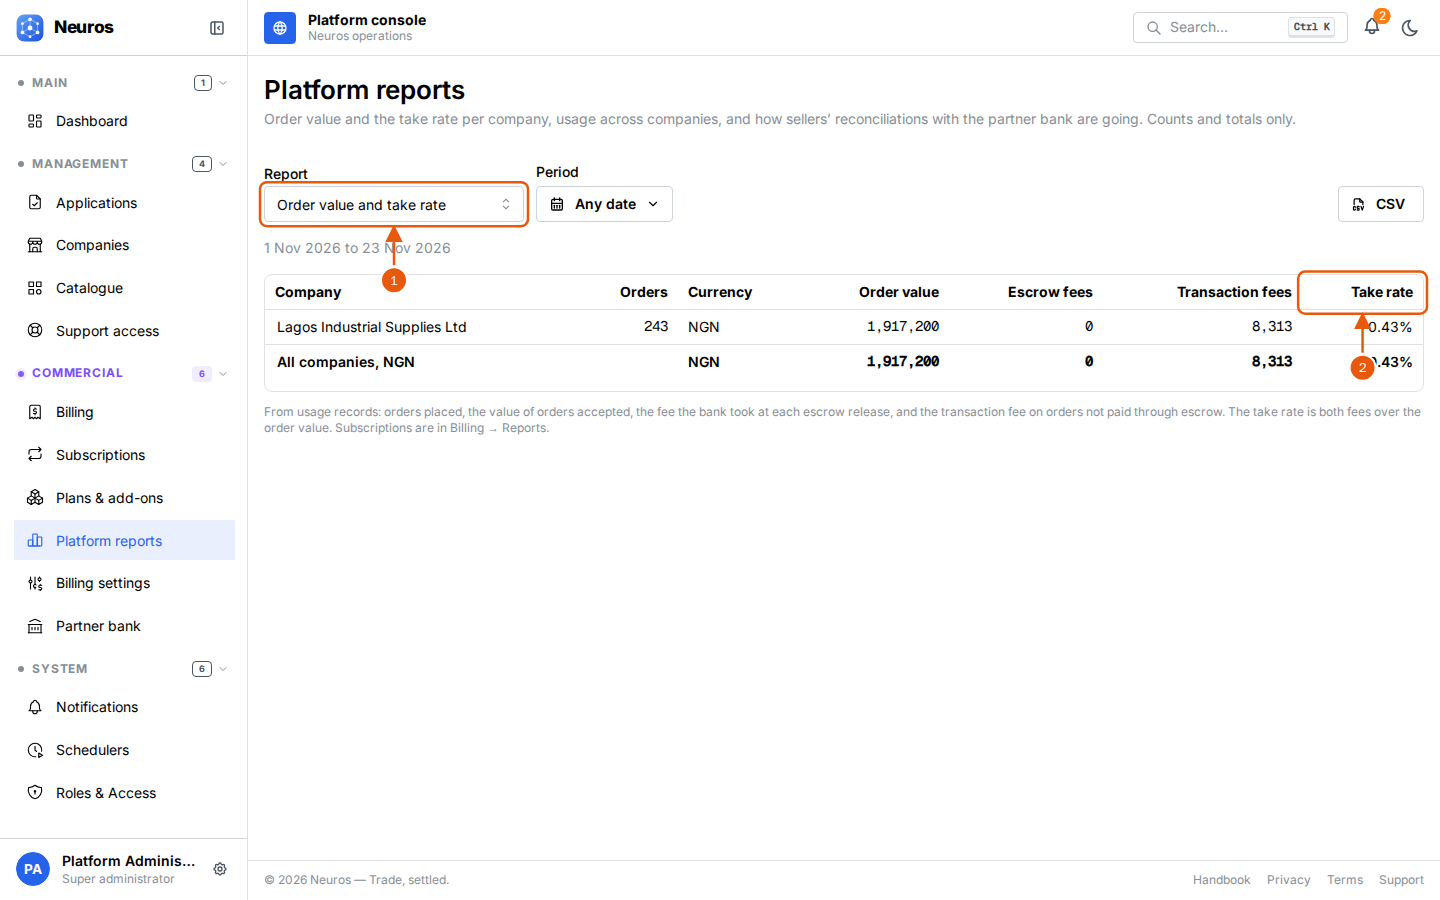 Neuros
Platform console
Neuros operations
Search...
Ctrl K
2
MAIN
1
Dashboard
MANAGEMENT
4
Applications
Companies
Catalogue
Support access
COMMERCIAL
6
Billing
Subscriptions
Plans & add-ons
Platform reports
Billing settings
Partner bank
SYSTEM
6
Notifications
Schedulers
Roles & Access
PA
Platform Adminis...
Super administrator
Platform reports
Order value and the take rate per company, usage across companies, and how sellers’ reconciliations with the partner bank are going. Counts and totals only.
Report
Period
Order value and take rate
Any date
CSV
1 Nov 2026 to 23 Nov 2026
1
Company Orders Currency Order value Escrow fees Transaction fees Take rate
Lagos Industrial Supplies Ltd 243 NGN 1,917,200 0 8,313 0.43%
All companies, NGN NGN 1,917,200 0 8,313 0.43%
2
From usage records: orders placed, the value of orders accepted, the fee the bank took at each escrow release, and the transaction fee on orders not paid through escrow. The take rate is both fees over the
order value. Subscriptions are in Billing → Reports.
© 2026 Neuros — Trade, settled.
Handbook Privacy Terms Support